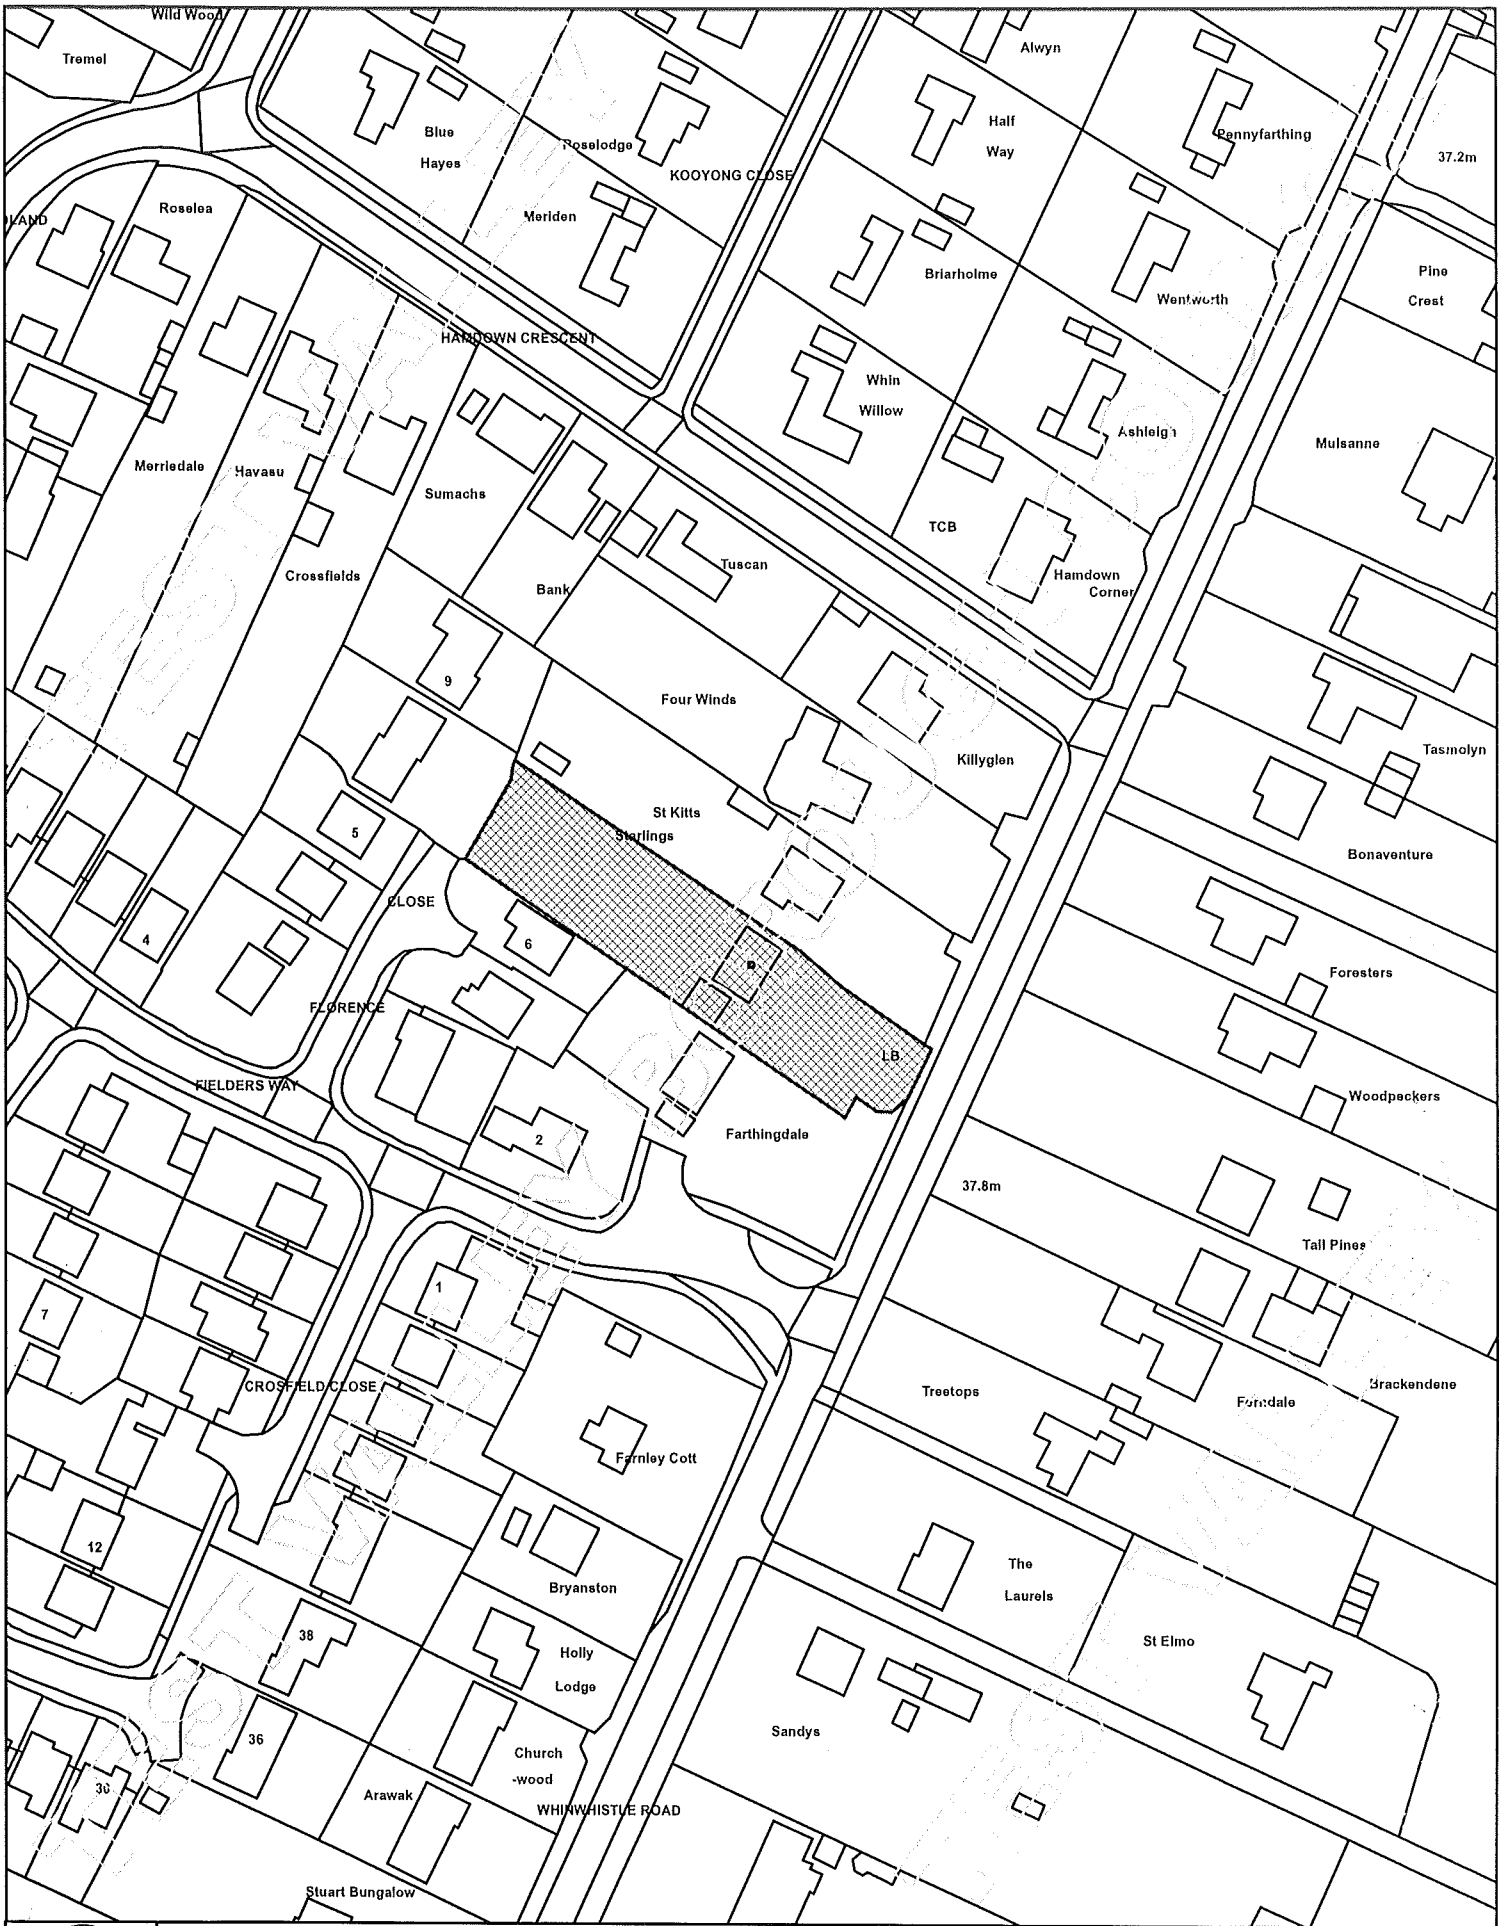 Wild Wood
Tremel
Alwyn
Blue
Hayes
Roselodge
Half
Way
Pennyfarthing
37.2m
KOOYONG CLOSE
Roselea
Meriden
Briarholme
Wentworth
Pine
Crest
HAMDOWN CRESCENT
Whin
Willow
Ashleigh
Mulsanne
Merriedale
Havasu
Sumachs
TCB
Tuscan
Crossfields
Bank
Hamdown
Corner
9
Four Winds
Killyglen
Tasmolyn
5
St Kitts
Starlings
Bonaventure
CLOSE
4
6
Foresters
FLORENCE
LB
FIELDERS WAY
Woodpeckers
2
Farthingdale
37.8m
Tall Pines
1
7
CROSFIELD CLOSE
Treetops
Ferndale
Brackendene
Farnley Cott
12
Bryanston
The
Laurels
38
Holly
Lodge
St Elmo
Sandys
36
Church
-wood
30
Arawak
WHINWHISTLE ROAD
Stuart Bungalow